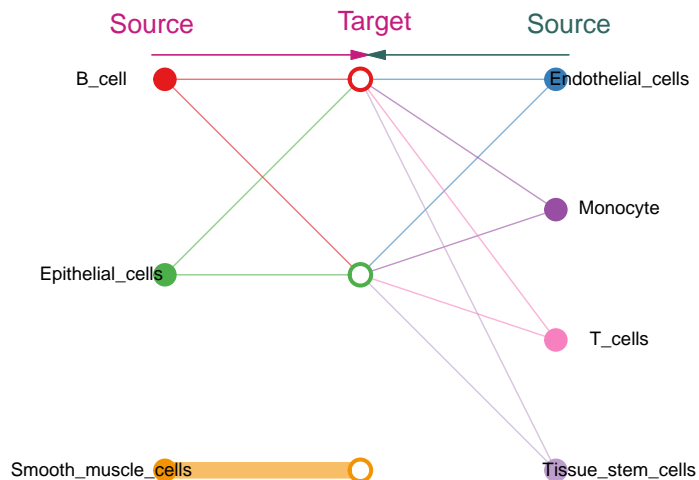 Source
Target
Source
B_cell
Endothelial_cells
Monocyte
Epithelial_cells
T_cells
Smooth_muscle_cells
Tissue_stem_cells